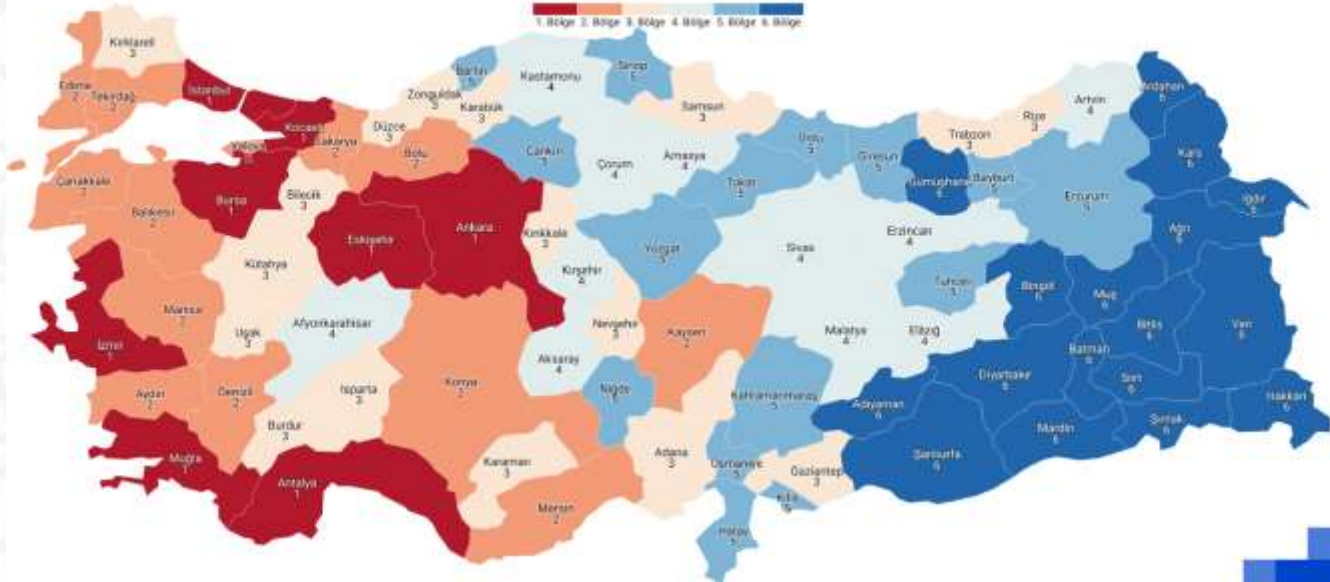 1. Bölge 2. Bölge 3. Bölge 4. Bölge 5. Bölge 6. Bölge
Kırklareli
3
Edirne
2
Tekirdağ
2
İstanbul
1
Kocaeli
1
Yalova
Sakarya
2
Düzce
3
Zonguldak
3
Karabük
3
Bartın
5
Kastamonu
4
Sinop
5
Samsun
3
Bolu
2
Çankırı
5
Çorum
4
Amasya
4
Tokat
5
Ordu
5
Giresun
5
Gümüşhane
6
Trabzon
3
Rize
3
Artvin
4
Ardahan
6
Kars
6
Iğdır
6
Bayburt
5
Erzurum
5
Ağrı
6
Çanakkale
2
Balıkesir
2
Bursa
1
Bilecik
3
Eskişehir
1
Ankara
1
Kırıkkale
3
Kırşehir
4
Yozgat
5
Sivas
4
Erzincan
4
Tunceli
5
Bingöl
6
Muş
6
Bitlis
6
Van
6
Kütahya
3
Manisa
2
Uşak
3
Afyonkarahisar
4
İzmir
1
Aydın
2
Denizli
2
Isparta
3
Burdur
3
Konya
2
Aksaray
4
Nevşehir
3
Kayseri
2
Niğde
5
Malatya
4
Elâzığ
4
Diyarbakır
6
Batman
6
Siirt
6
Hakkari
6
Şırnak
6
Mardin
6
Şanlıurfa
6
Adıyaman
6
Kahramanmaraş
5
Gaziantep
3
Kilis
5
Osmaniye
5
Hatay
5
Adana
3
Mersin
2
Karaman
3
Antalya
1
Muğla
1